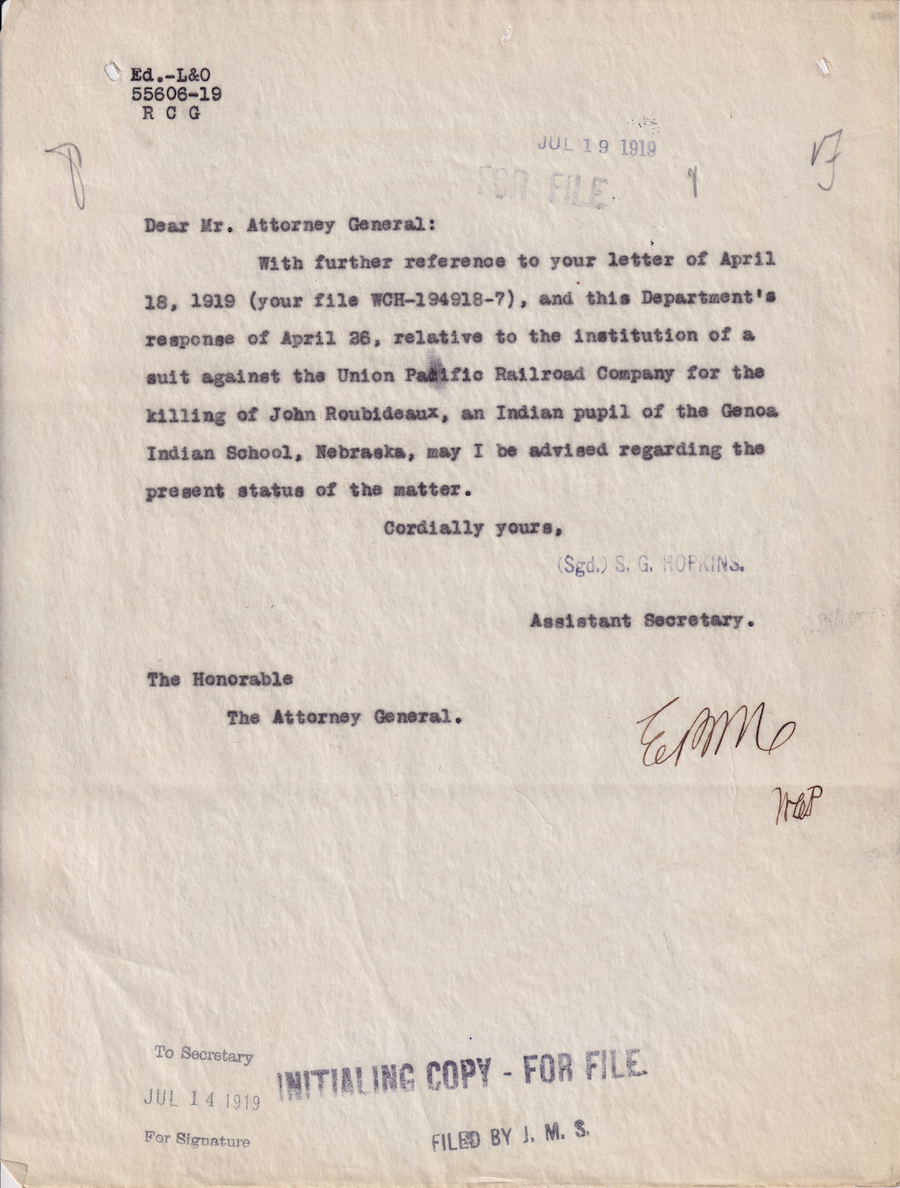 Ed.-L&O
55606-19
R C G
JUL 19 1919
FOR FILE.
Dear Mr. Attorney General:
With further reference to your letter of April
18, 1919 (your file WCH-194918-7), and this Department's
response of April 26, relative to the institution of a
suit against the Union Pacific Railroad Company for the
killing of John Roubideaux, an Indian pupil of the Genoa
Indian School, Nebraska, may I be advised regarding the
present status of the matter.
Cordially yours,
(Sgd.) S. G. HOPKINS.
Assistant Secretary.
The Honorable
The Attorney General.
To Secretary
JUL 14 1919
For Signature
INITIALING COPY - FOR FILE.
FILED BY J. M. S.